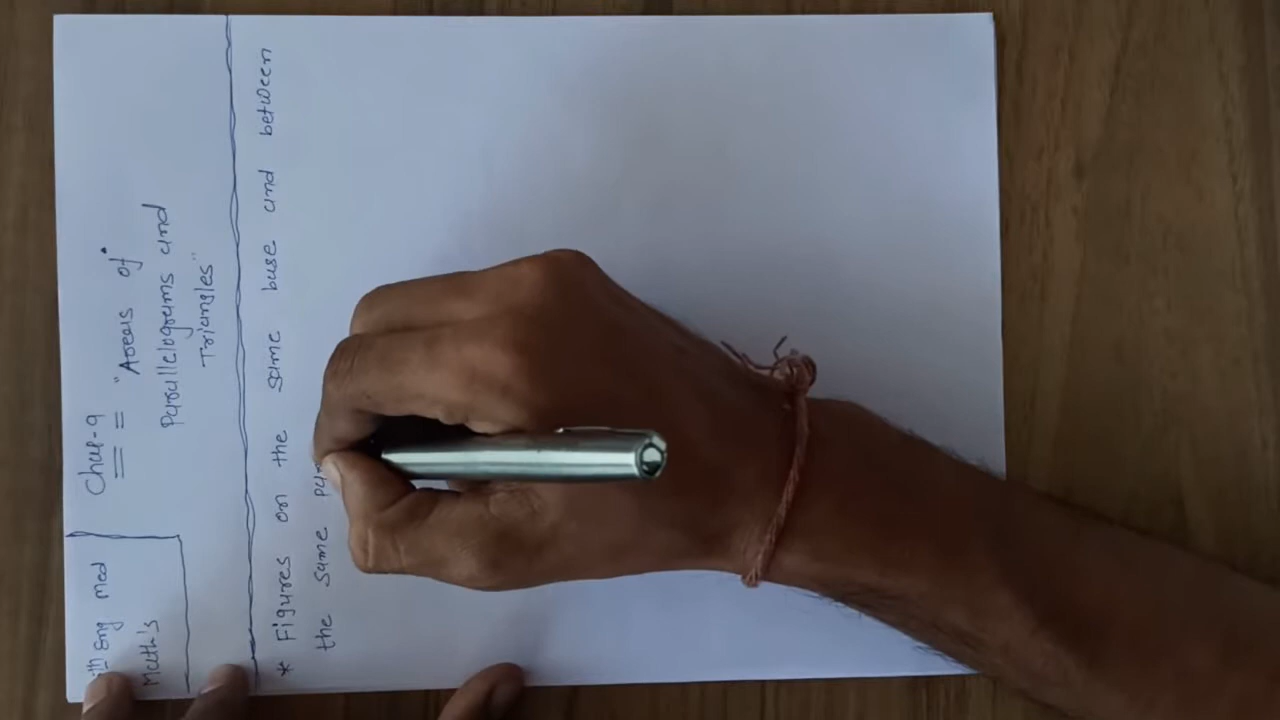 eng med
Math's
Chap-9
= = "Areas of
Parallelograms and
Triangles"
* Figures on the same base and between
the same